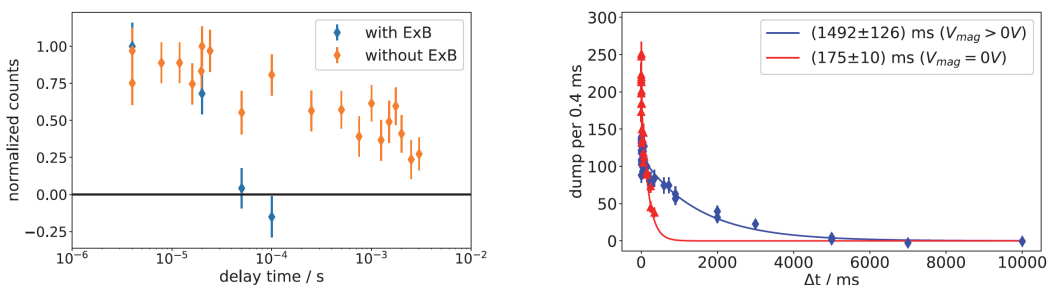 normalized counts
1.00
0.75
0.50
0.25
0.00
−0.25
with ExB
without ExB
10⁻⁶ 10⁻⁵ 10⁻⁴ 10⁻³ 10⁻²
delay time / s
dump per 0.4 ms
300
250
200
150
100
50
0
(1492±126) ms (V_mag > 0V)
(175±10) ms (V_mag = 0V)
0 2000 4000 6000 8000 10000
Δt / ms